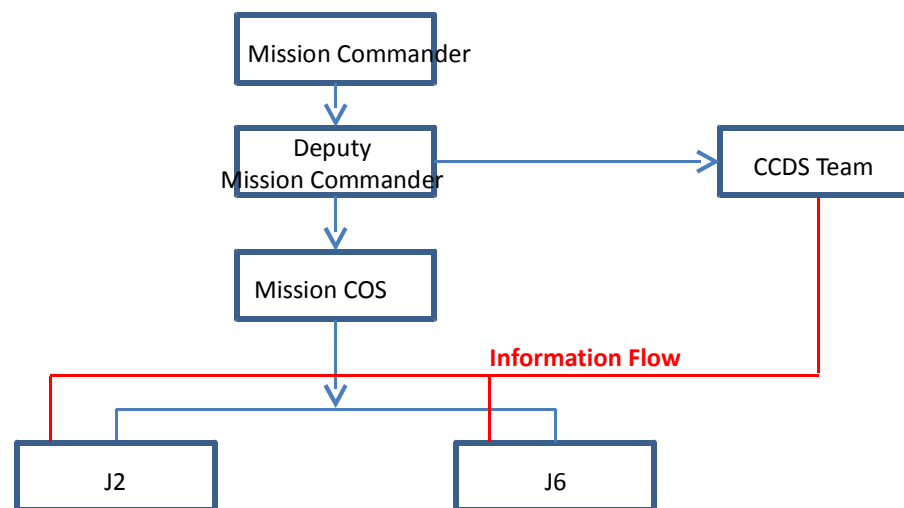 Mission Commander
Deputy
Mission Commander
CCDS Team
Mission COS
Information Flow
J2
J6